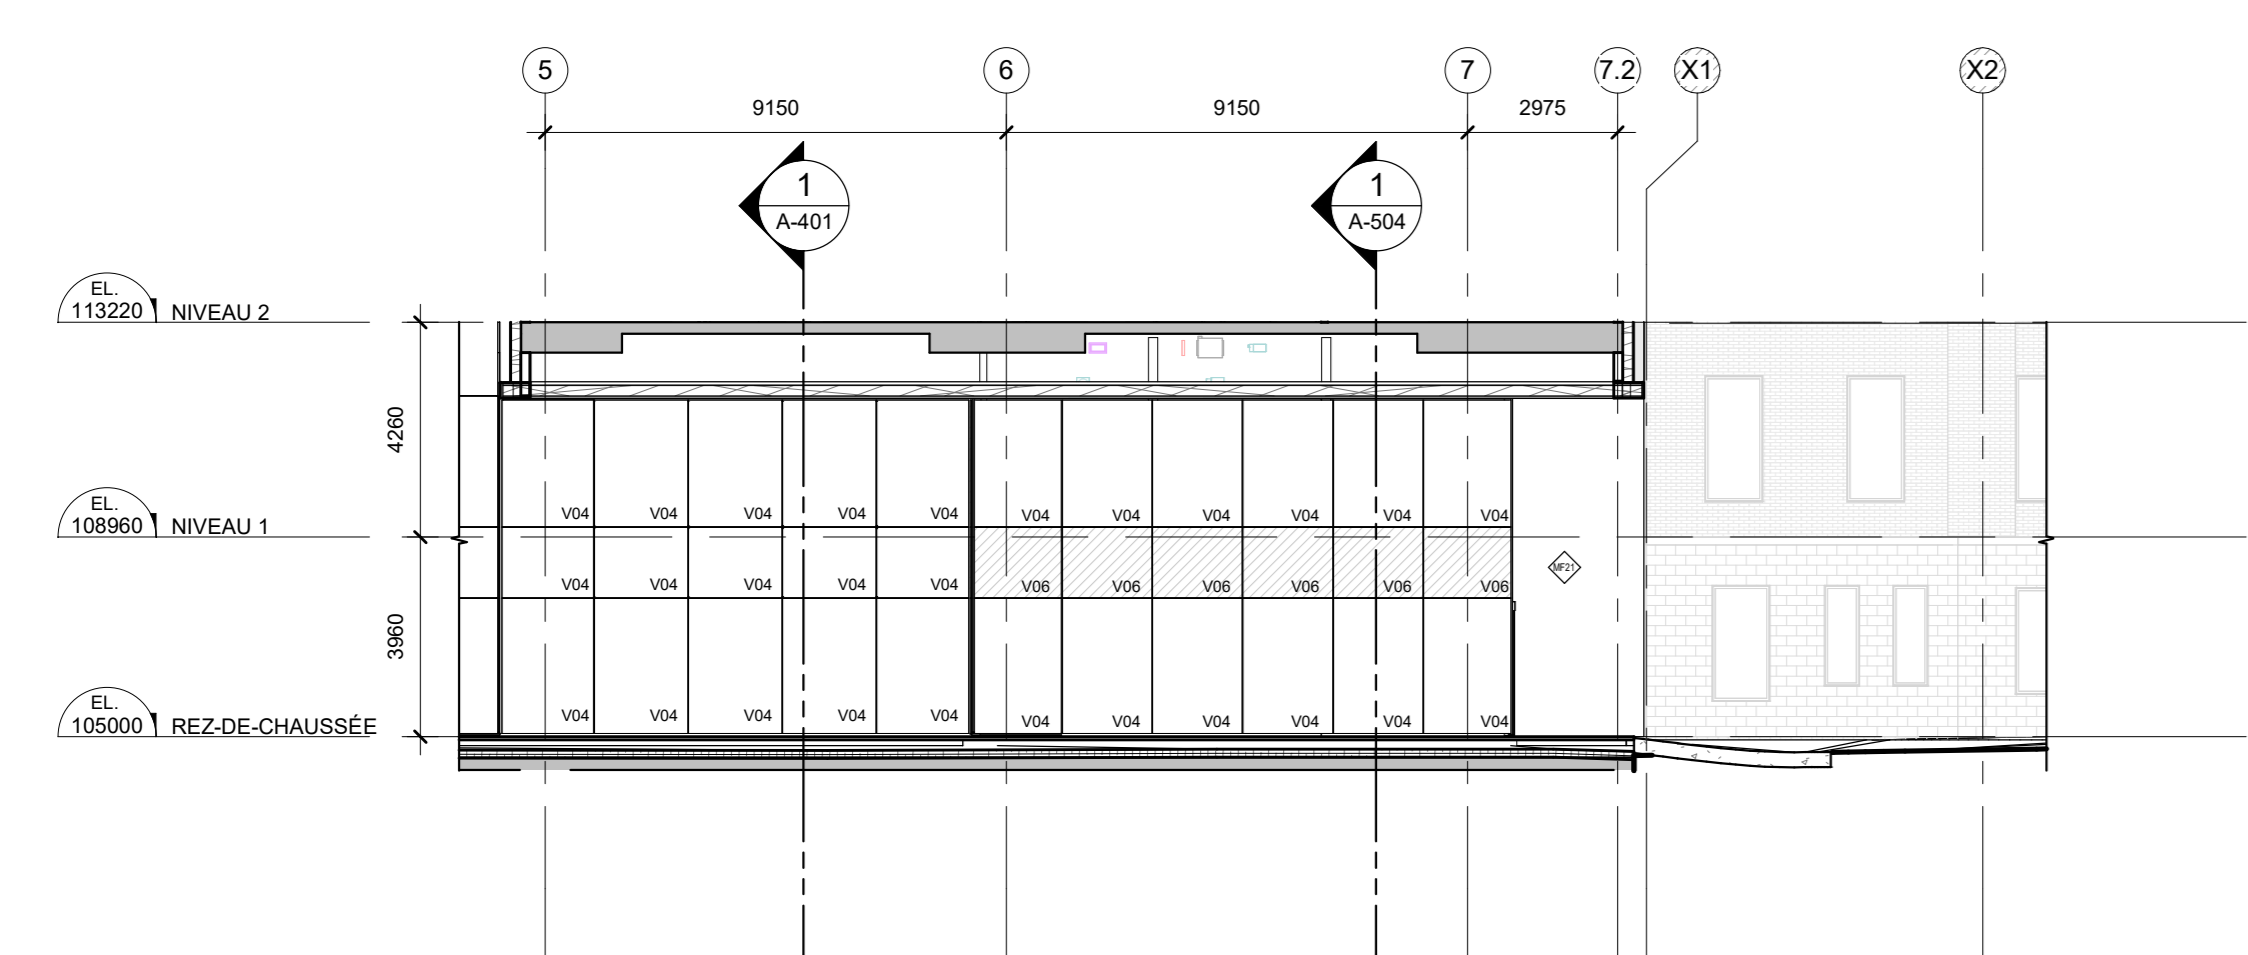 5 6 7 7.2 X1 X2
9150 9150 2975
1 1
A-401 A-504
EL.
113220 NIVEAU 2
4260
V04 V04 V04 V04 V04 V04 V04 V04 V04 V04 V04
EL.
108960 NIVEAU 1
MF21
V04 V04 V04 V04 V04 V06 V06 V06 V06 V06 V06
3960
EL.
105000 REZ-DE-CHAUSSÉE
V04 V04 V04 V04 V04 V04 V04 V04 V04 V04 V04